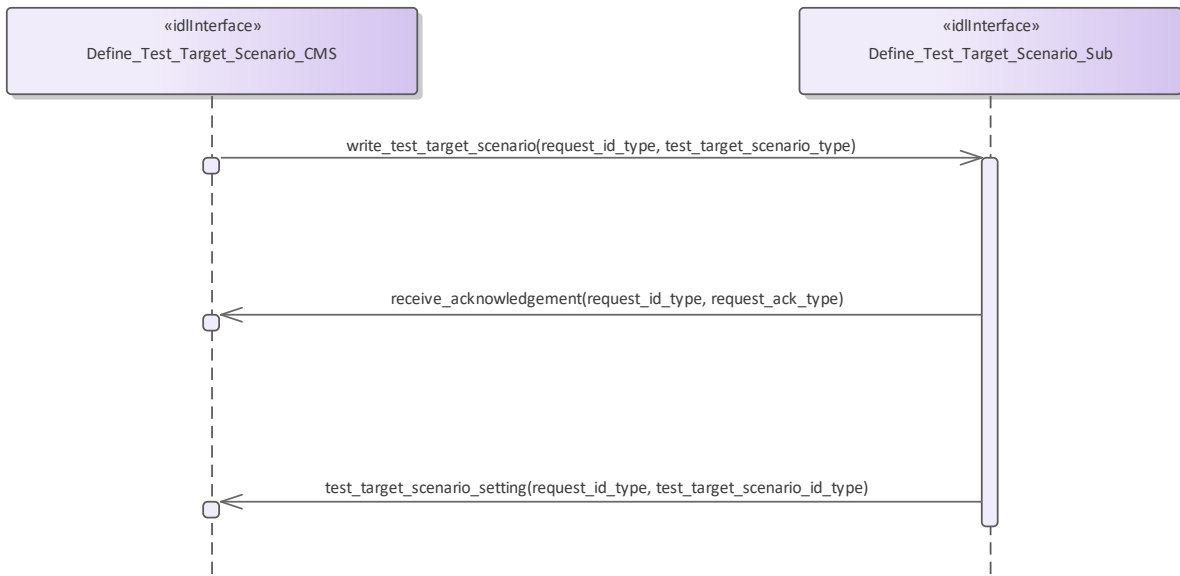 «idlInterface»
Define_Test_Target_Scenario_CMS
«idlInterface»
Define_Test_Target_Scenario_Sub
write_test_target_scenario(request_id_type, test_target_scenario_type)
receive_acknowledgement(request_id_type, request_ack_type)
test_target_scenario_setting(request_id_type, test_target_scenario_id_type)